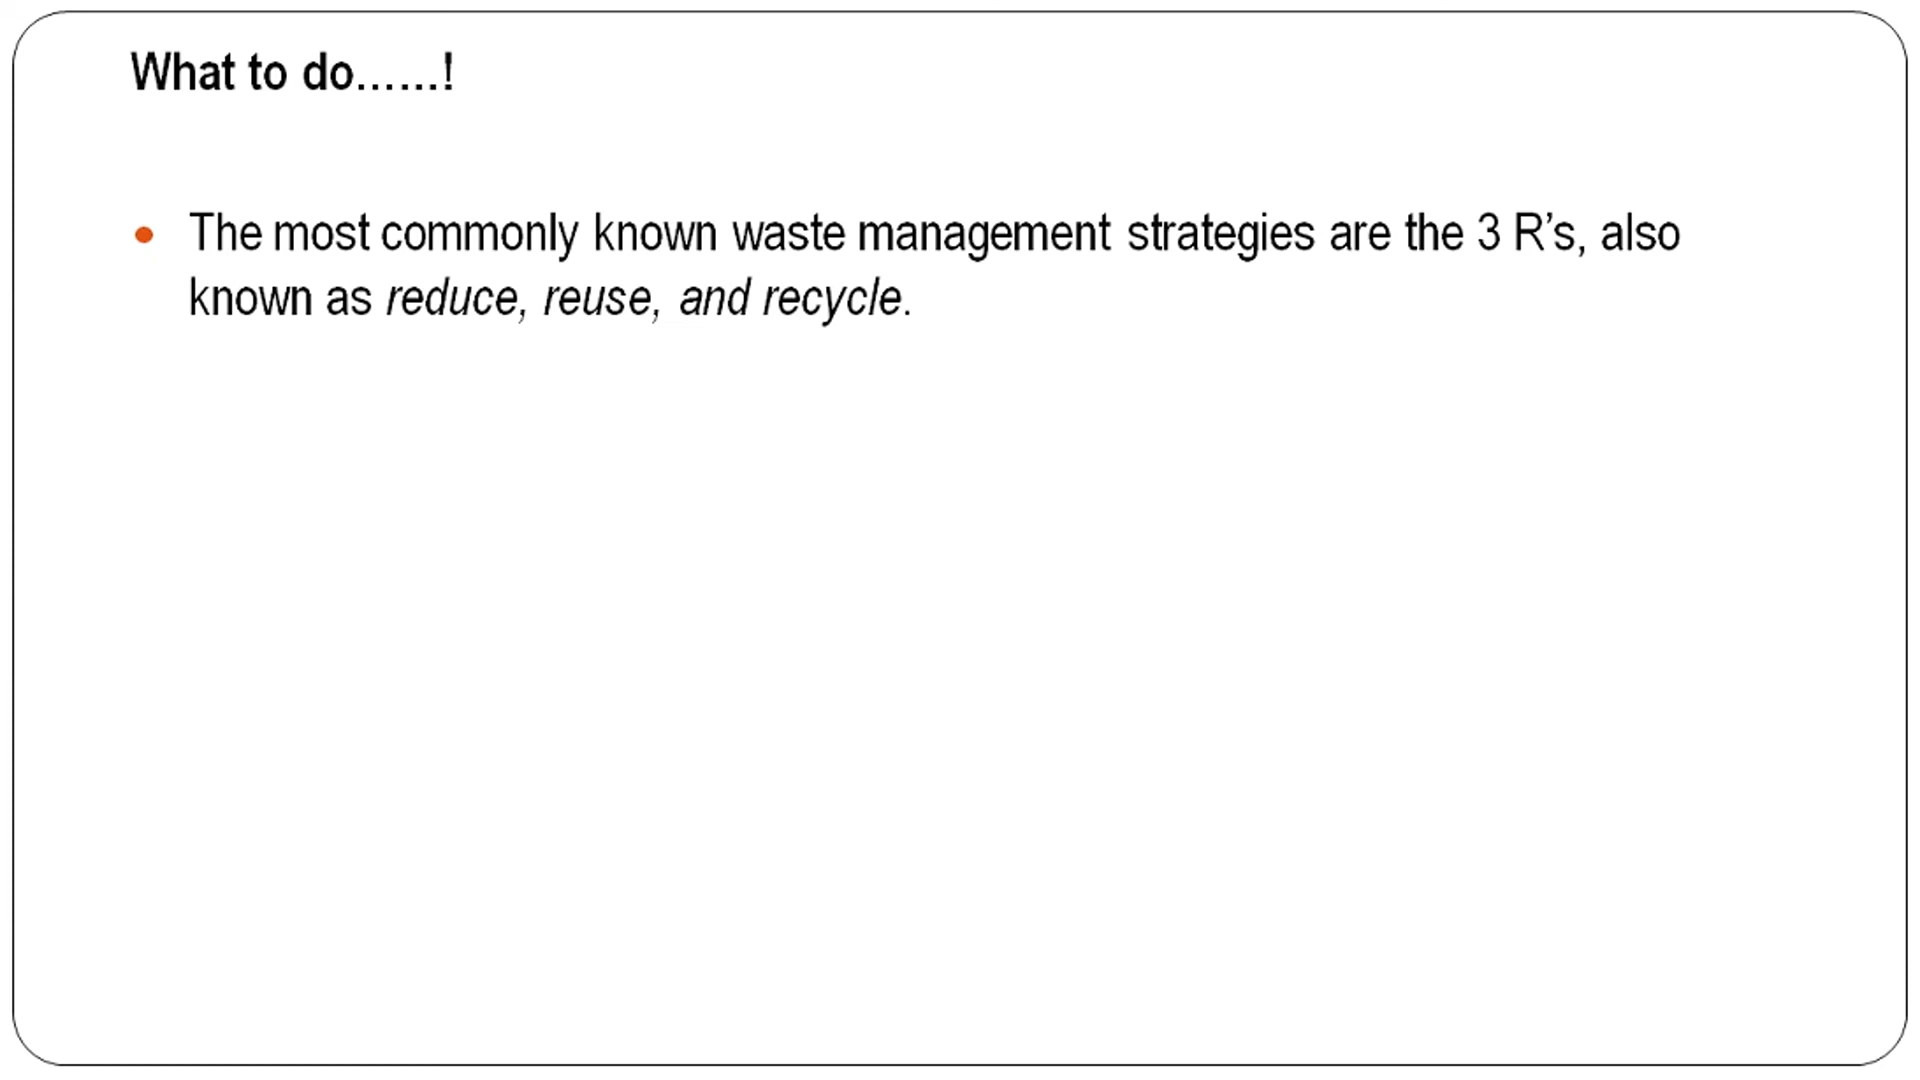 What to do......!
• The most commonly known waste management strategies are the 3 R’s, also
known as reduce, reuse, and recycle.